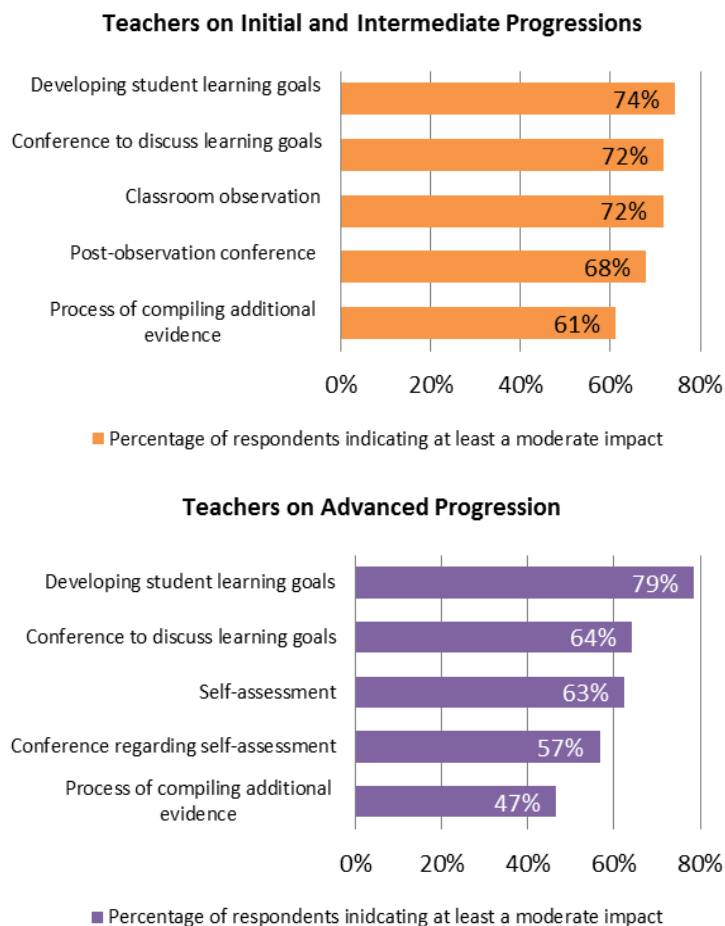 Teachers on Initial and Intermediate Progressions
Developing student learning goals
74%
Conference to discuss learning goals
72%
Classroom observation
72%
Post-observation conference
68%
Process of compiling additional
evidence
61%
0% 20% 40% 60% 80%
Percentage of respondents indicating at least a moderate impact
Teachers on Advanced Progression
Developing student learning goals
79%
Conference to discuss learning goals
64%
Self-assessment
63%
Conference regarding self-assessment
57%
Process of compiling additional
evidence
47%
0% 20% 40% 60% 80%
Percentage of respondents inidcating at least a moderate impact